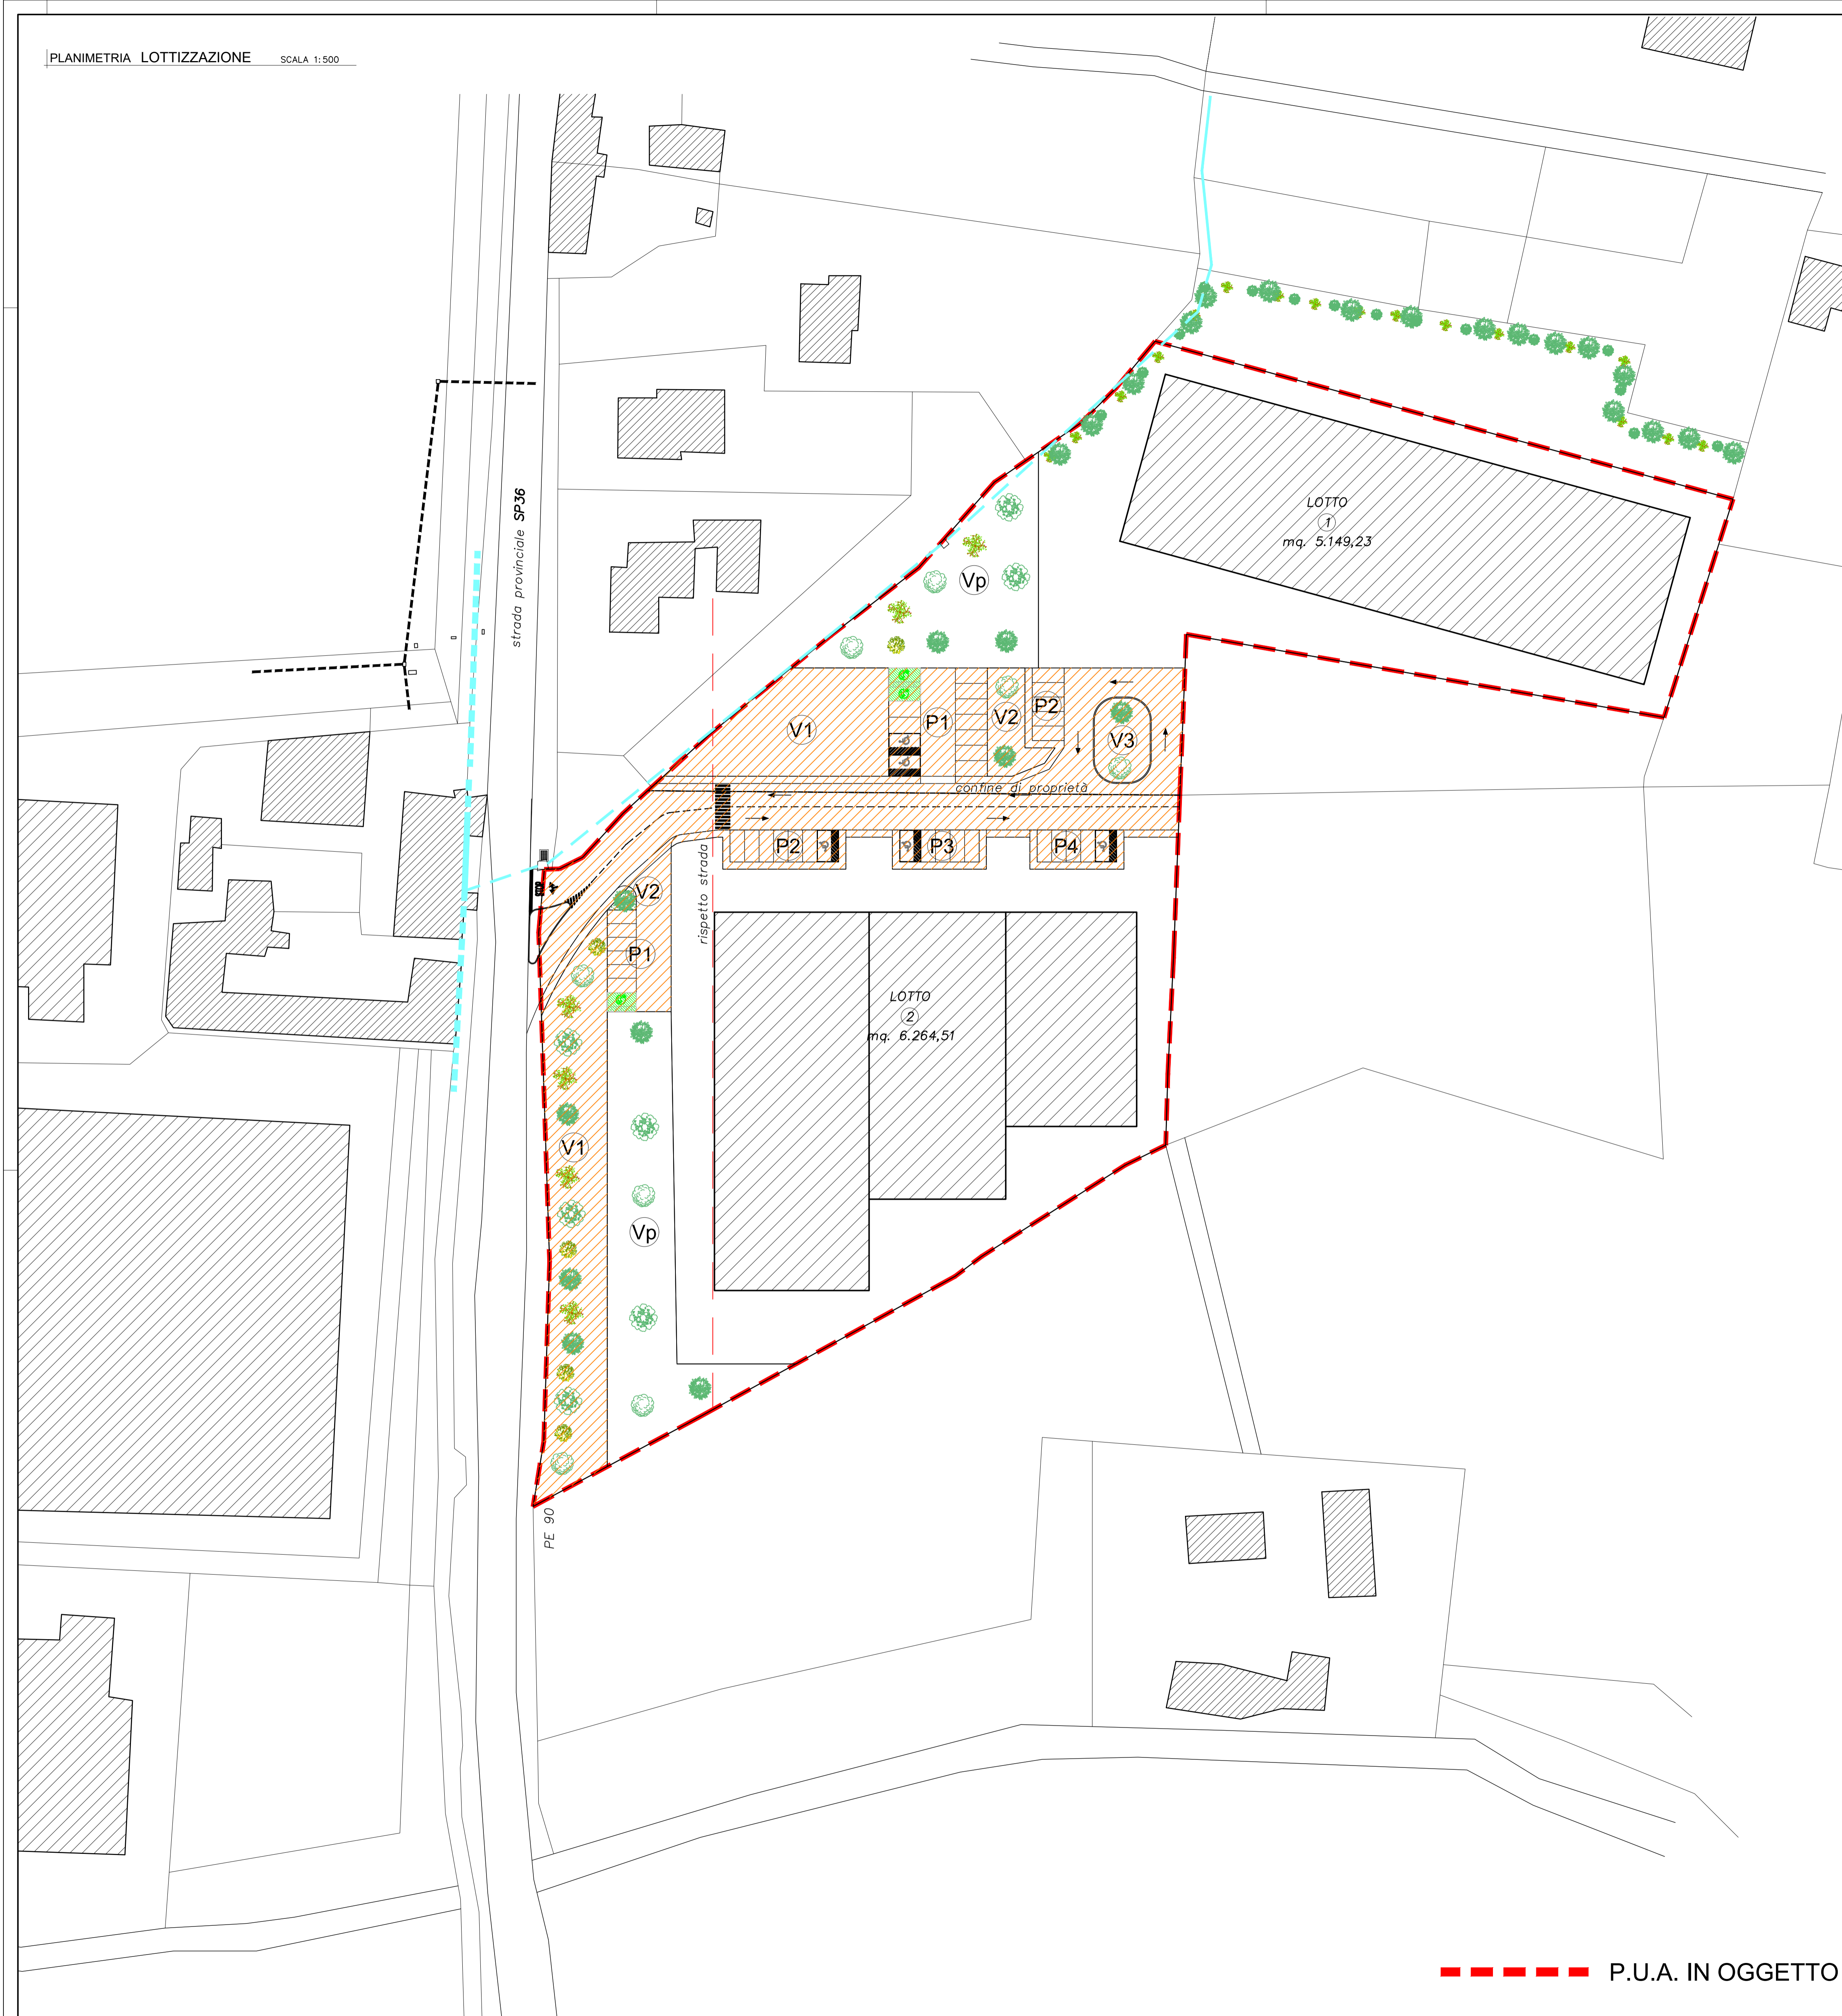 PLANIMETRIA LOTTIZZAZIONE SCALA 1:500
strada provinciale SP36
LOTTO
1
mq. 5.149,23
Vp
V1
P1
V2
P2
V3
confine di proprietà
P2
P3
P4
rispetto strada
V2
P1
LOTTO
2
mq. 6.264,51
V1
Vp
PE 90
P.U.A. IN OGGETTO